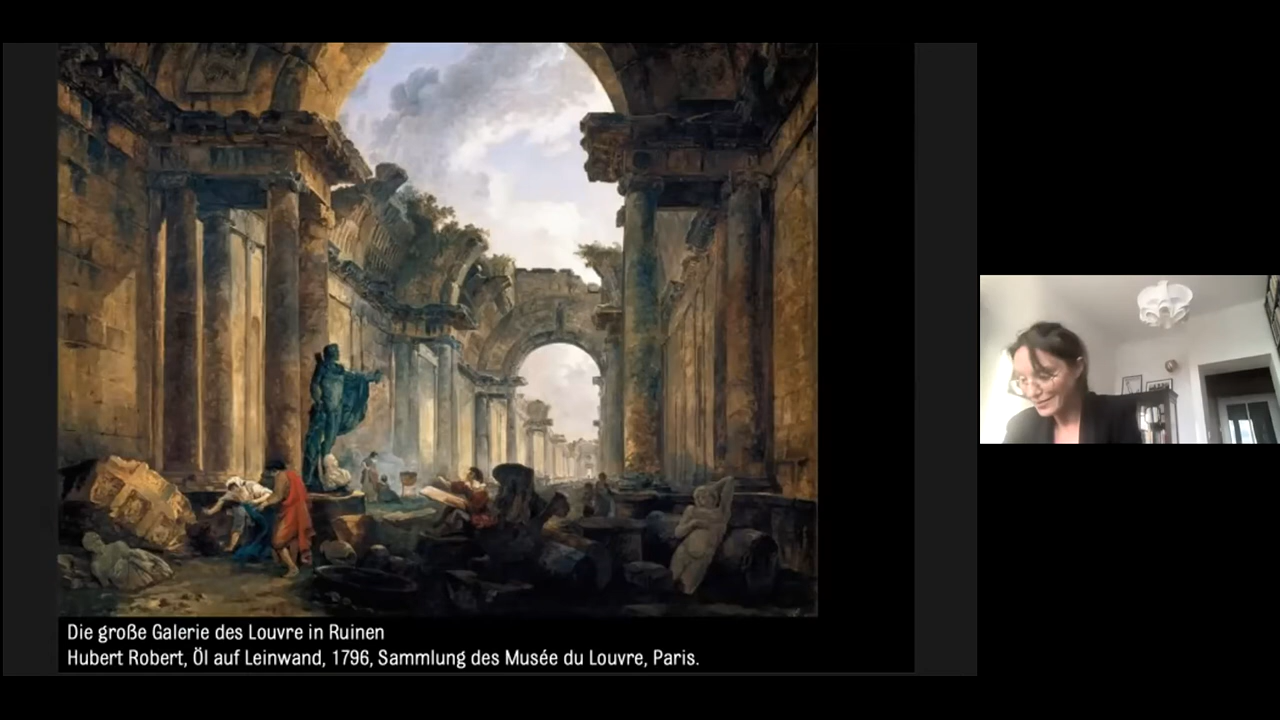 Die große Galerie des Louvre in Ruinen
Hubert Robert, Öl auf Leinwand, 1796, Sammlung des Musée du Louvre, Paris.